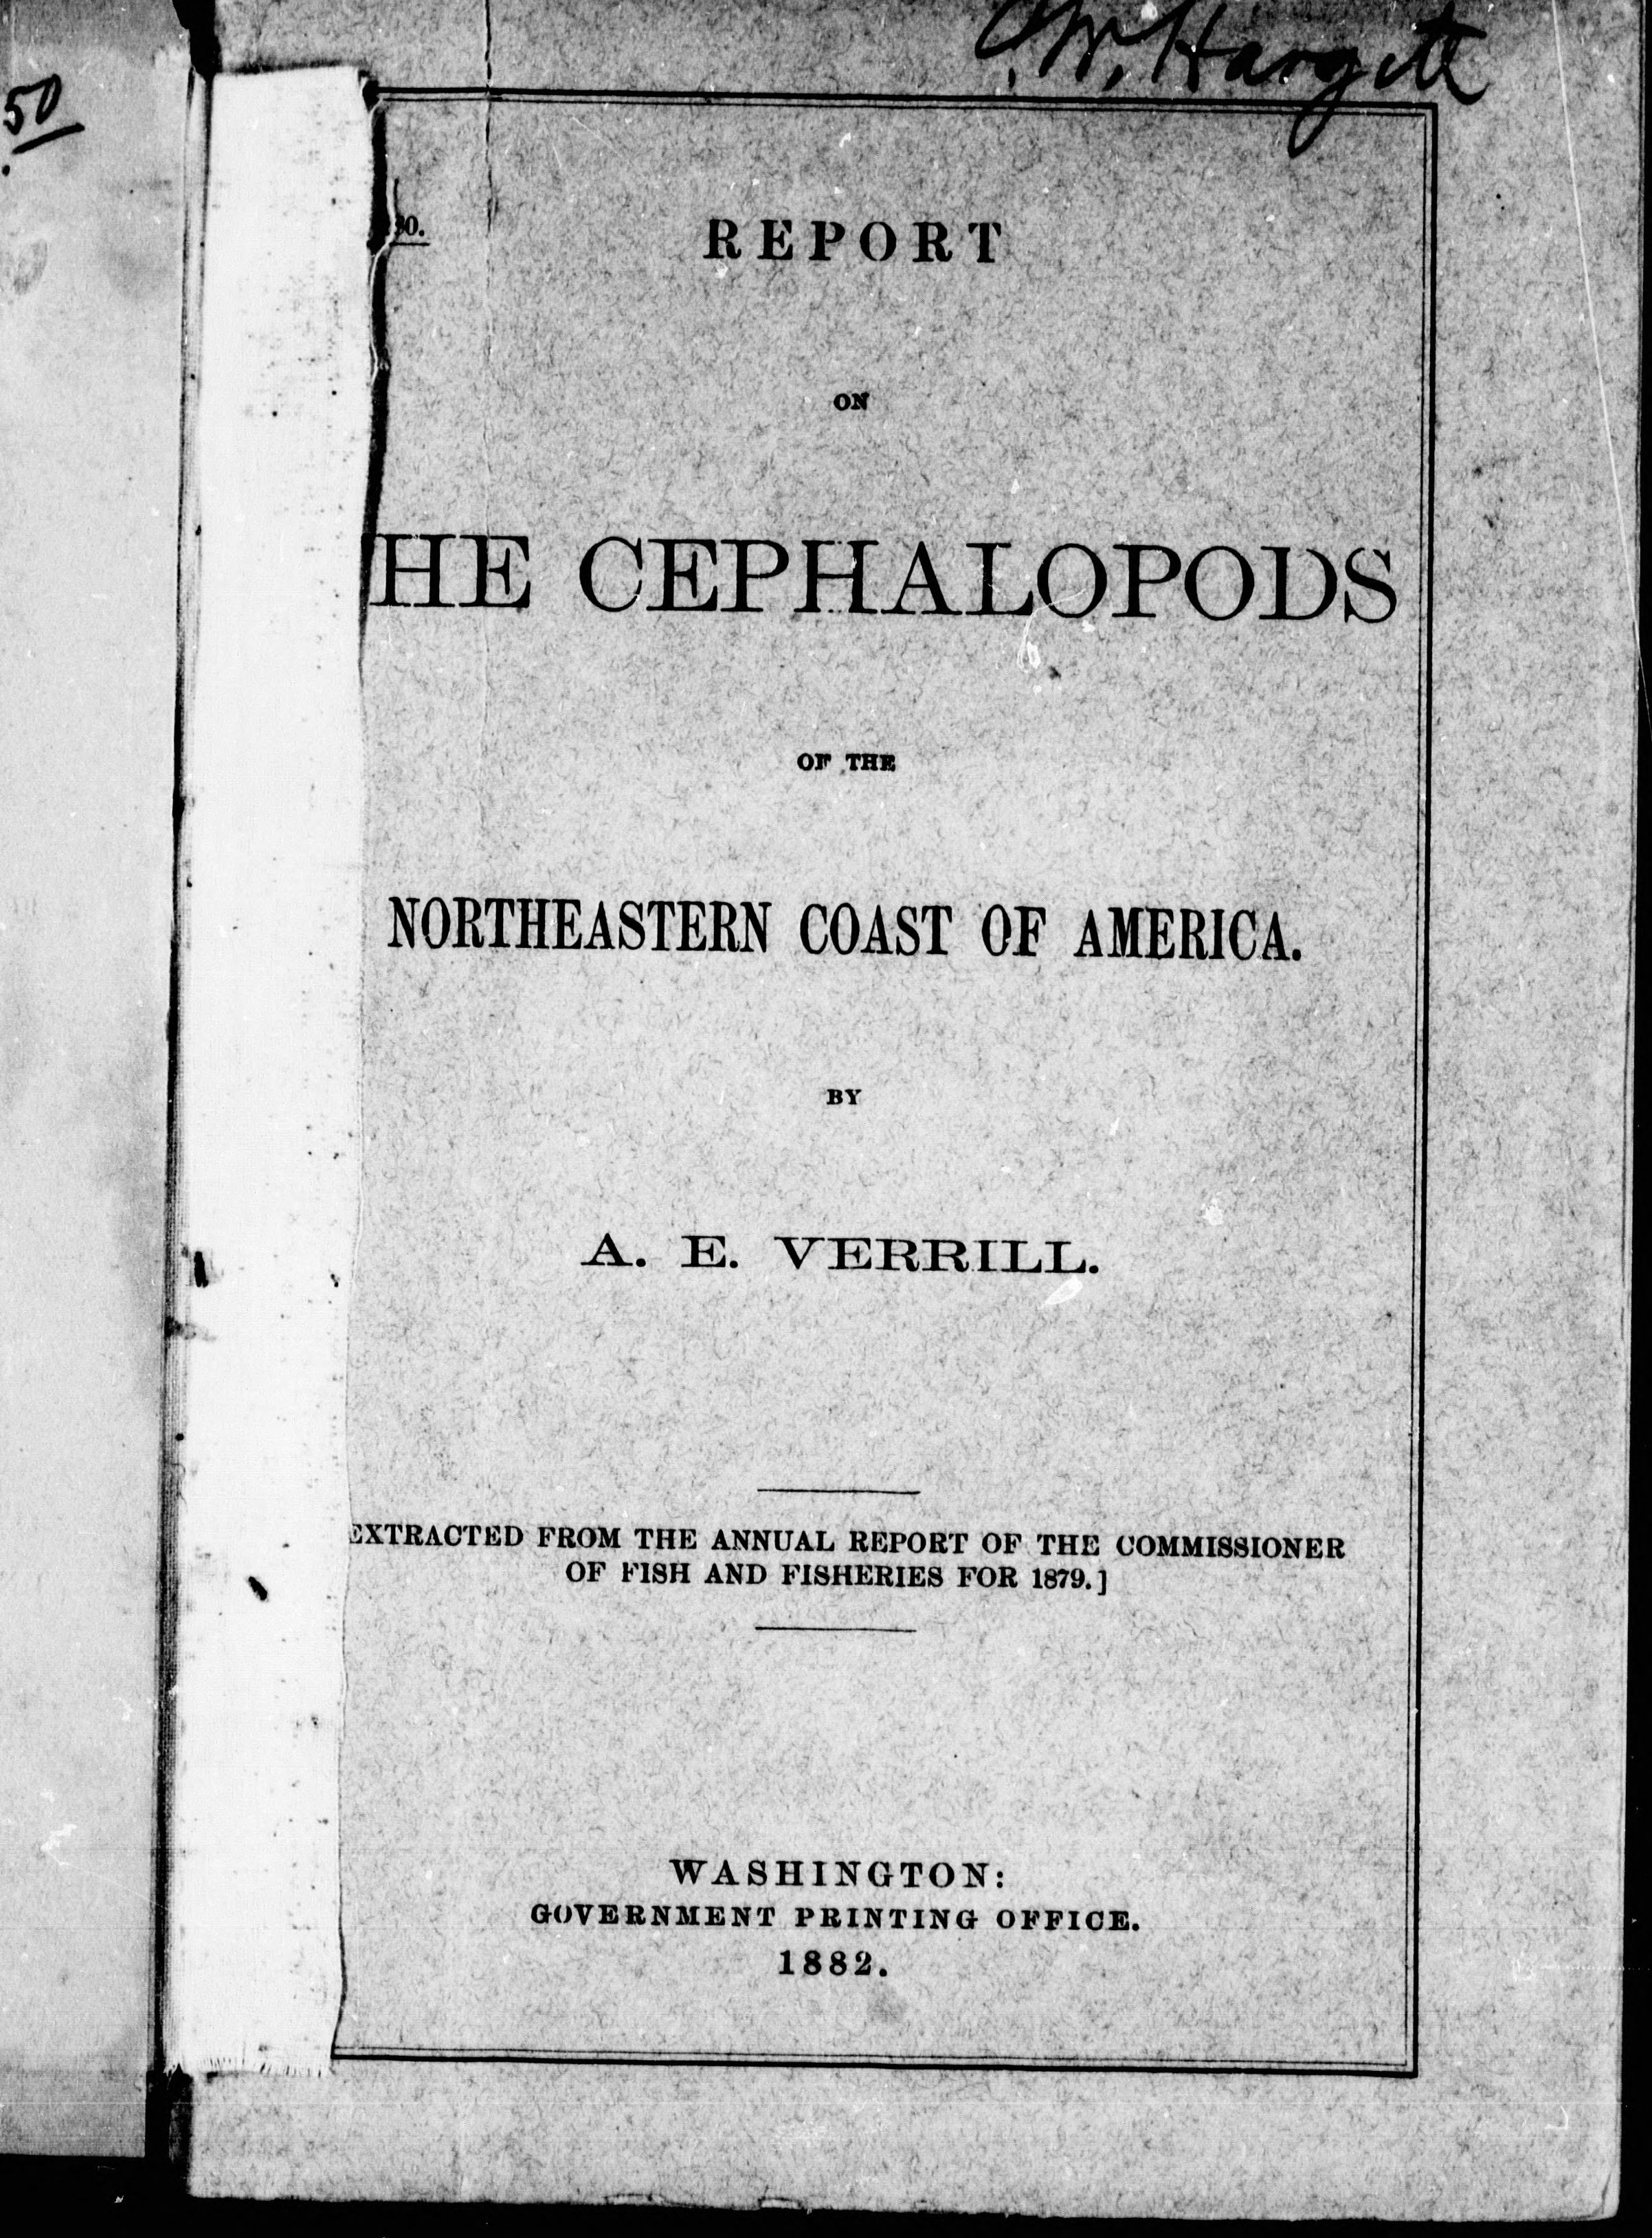 50
Hargitt
90.
REPORT
ON
HE CEPHALOPODS
OF THE
NORTHEASTERN COAST OF AMERICA.
BY
A. E. VERRILL.
EXTRACTED FROM THE ANNUAL REPORT OF THE COMMISSIONER
OF FISH AND FISHERIES FOR 1879.]
WASHINGTON:
GOVERNMENT PRINTING OFFICE.
1882.